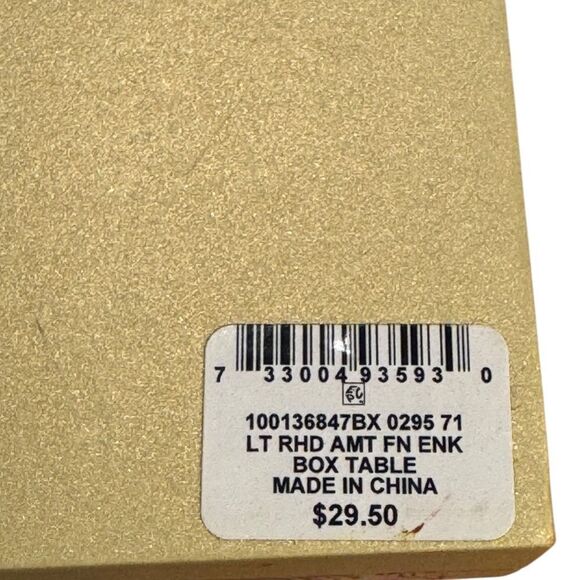 7 33004 93593 0
100136847BX 0295 71
LT RHD AMT FN ENK
BOX TABLE
MADE IN CHINA
$29.50